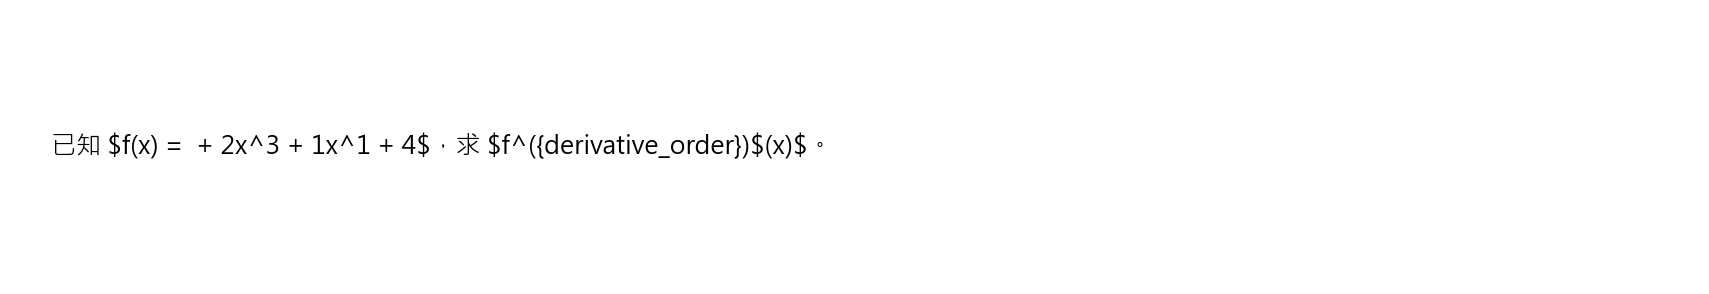 已知 $f(x) =  + 2x^3 + 1x^1 + 4$，求 $f^({derivative_order})$(x)$。